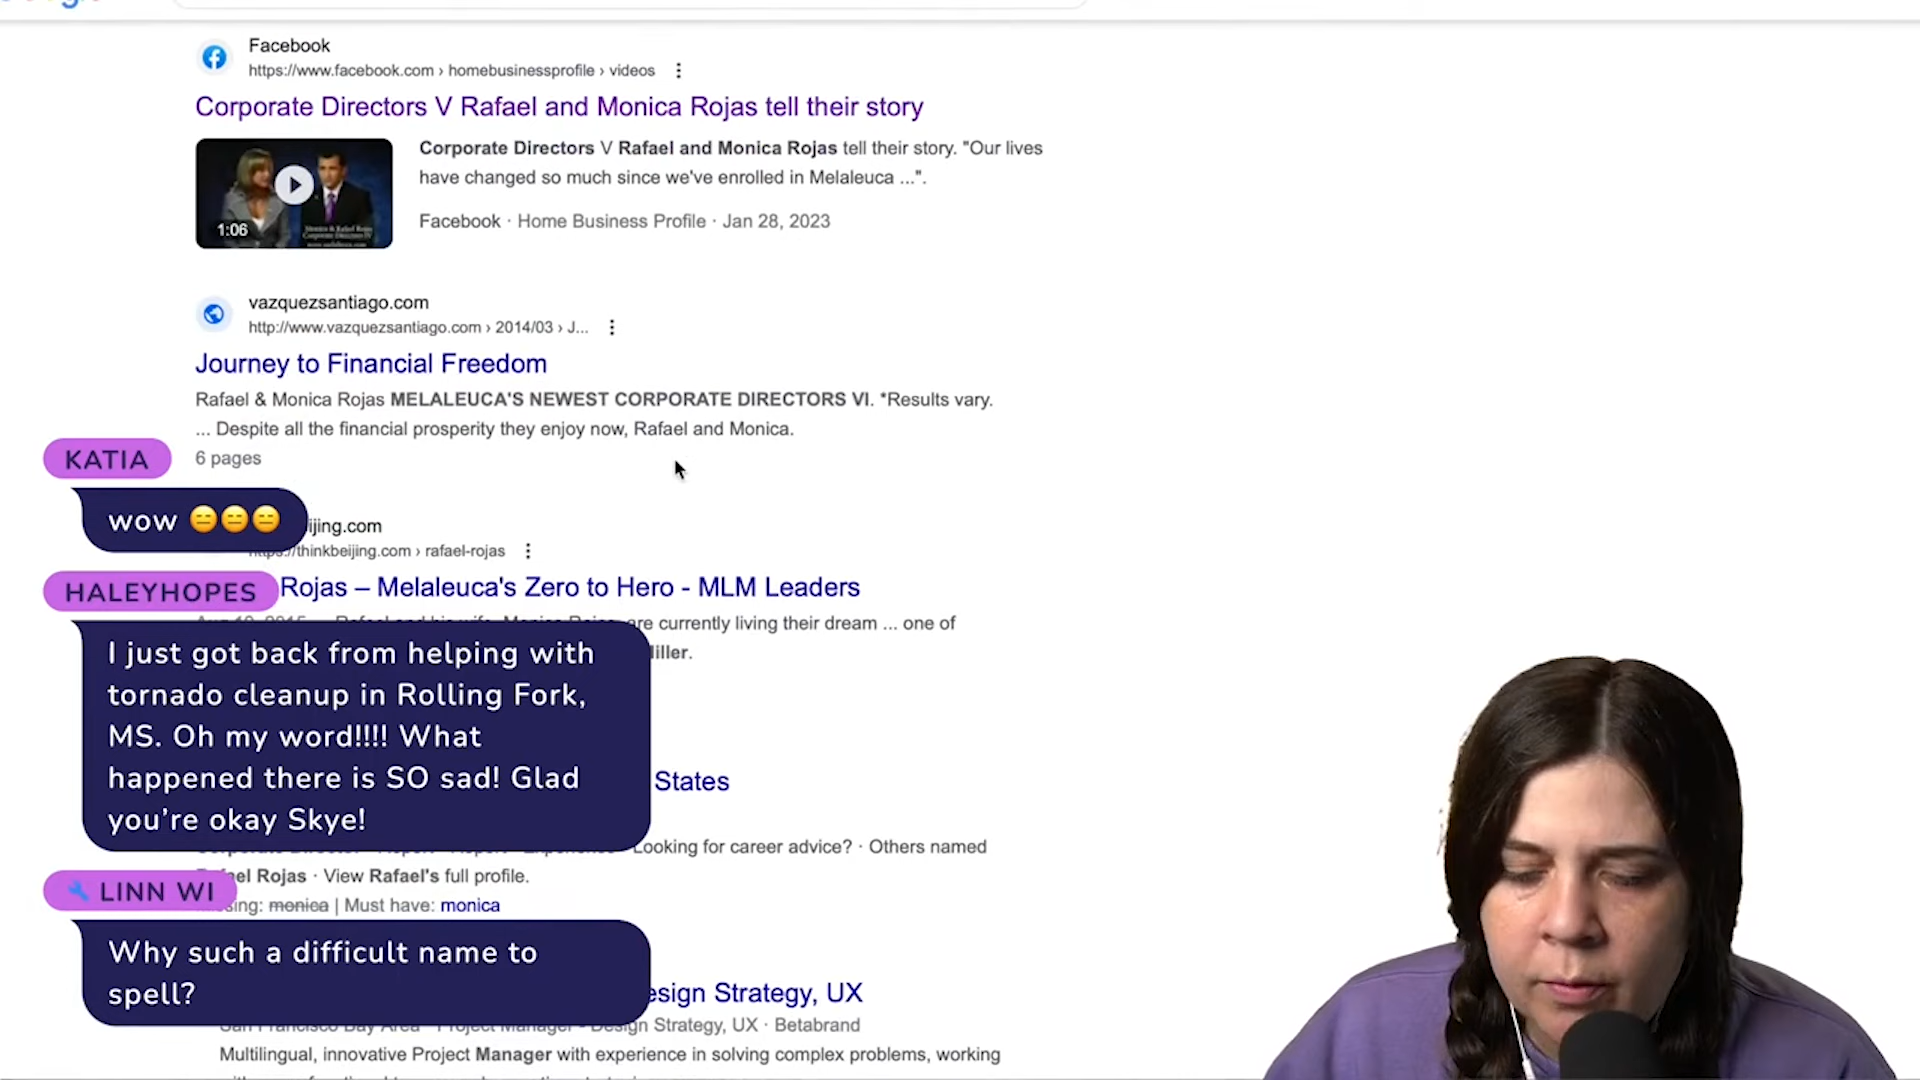 Facebook
https://www.facebook.com › homebusinessprofile › videos
Corporate Directors V Rafael and Monica Rojas tell their story
Corporate Directors V Rafael and Monica Rojas tell their story. "Our lives
have changed so much since we've enrolled in Melaleuca ...".
1:06
Facebook · Home Business Profile · Jan 28, 2023
vazquezsantiago.com
http://www.vazquezsantiago.com › 2014/03 › J...
Journey to Financial Freedom
Rafael & Monica Rojas MELALEUCA'S NEWEST CORPORATE DIRECTORS VI. *Results vary.
... Despite all the financial prosperity they enjoy now, Rafael and Monica.
6 pages
KATIA
wow 😑😑😑
ijing.com
https://thinkbeijing.com › rafael-rojas
HALEYHOPES
Rojas – Melaleuca's Zero to Hero - MLM Leaders
are currently living their dream ... one of
I just got back from helping with
tornado cleanup in Rolling Fork,
MS. Oh my word!!!! What
happened there is SO sad! Glad
you're okay Skye!
States
Looking for career advice? · Others named
Rojas · View Rafael's full profile.
LINN WI
monica | Must have: monica
Why such a difficult name to
spell?
esign Strategy, UX
San Francisco Bay Area · Project Manager - Design Strategy, UX · Betabrand
Multilingual, innovative Project Manager with experience in solving complex problems, working